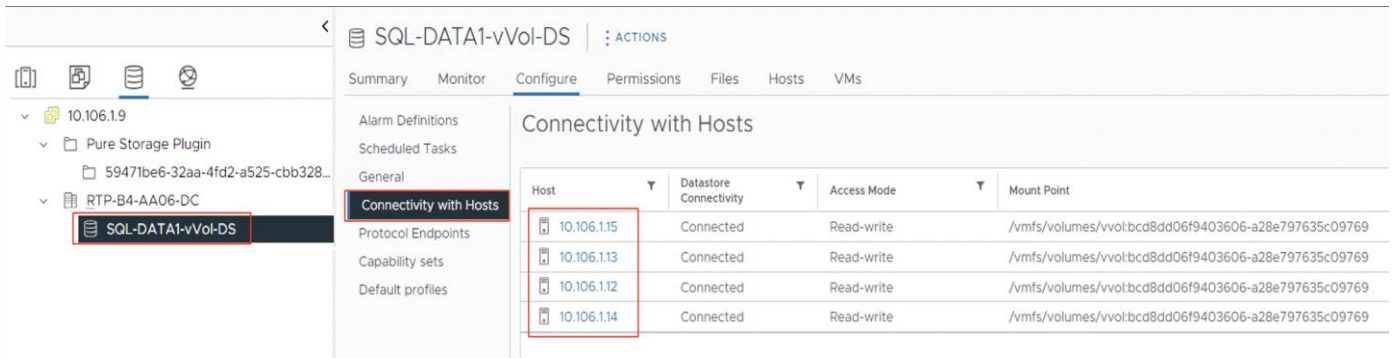 SQL-DATA1-vVol-DS
ACTIONS
Summary Monitor Configure Permissions Files Hosts VMs
10.106.1.9
Pure Storage Plugin
59471be6-32aa-4fd2-a525-cbb328...
RTP-B4-AA06-DC
SQL-DATA1-vVol-DS
Alarm Definitions
Scheduled Tasks
General
Connectivity with Hosts
Protocol Endpoints
Capability sets
Default profiles
Connectivity with Hosts
Host Datastore Connectivity Access Mode Mount Point
10.106.1.15 Connected Read-write /vmfs/volumes/vvol:bcd8dd06f9403606-a28e797635c09769
10.106.1.13 Connected Read-write /vmfs/volumes/vvol:bcd8dd06f9403606-a28e797635c09769
10.106.1.12 Connected Read-write /vmfs/volumes/vvol:bcd8dd06f9403606-a28e797635c09769
10.106.1.14 Connected Read-write /vmfs/volumes/vvol:bcd8dd06f9403606-a28e797635c09769